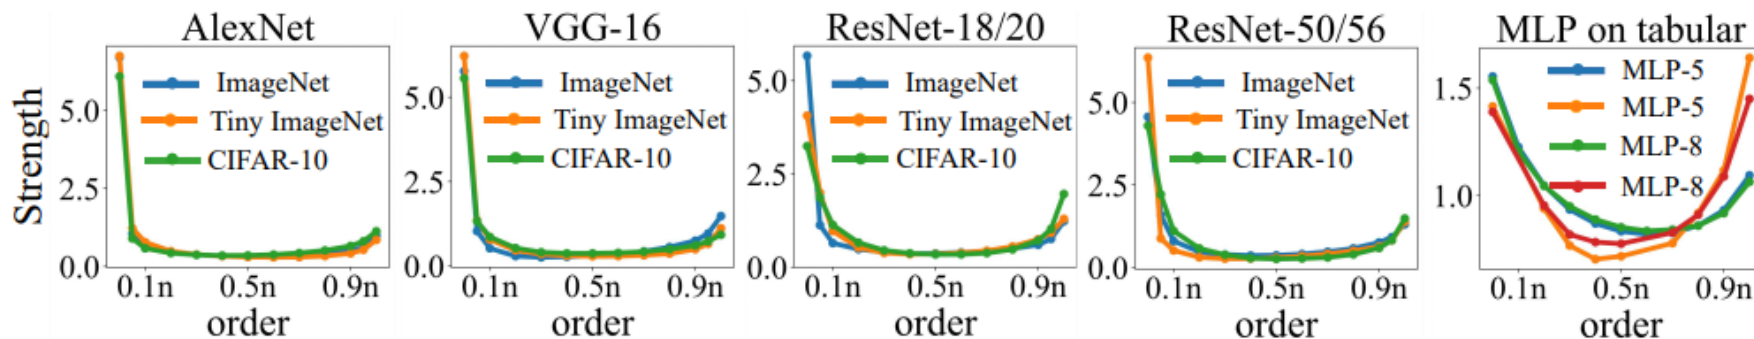 AlexNet
Strength
5.0
2.5
0.0
ImageNet
Tiny ImageNet
CIFAR-10
0.1n 0.5n 0.9n
order
VGG-16
5.0
2.5
0.0
ImageNet
Tiny ImageNet
CIFAR-10
0.1n 0.5n 0.9n
order
ResNet-18/20
5.0
2.5
0.0
ImageNet
Tiny ImageNet
CIFAR-10
0.1n 0.5n 0.9n
order
ResNet-50/56
5.0
2.5
0.0
ImageNet
Tiny ImageNet
CIFAR-10
0.1n 0.5n 0.9n
order
MLP on tabular
1.5
1.0
MLP-5
MLP-5
MLP-8
MLP-8
0.1n 0.5n 0.9n
order